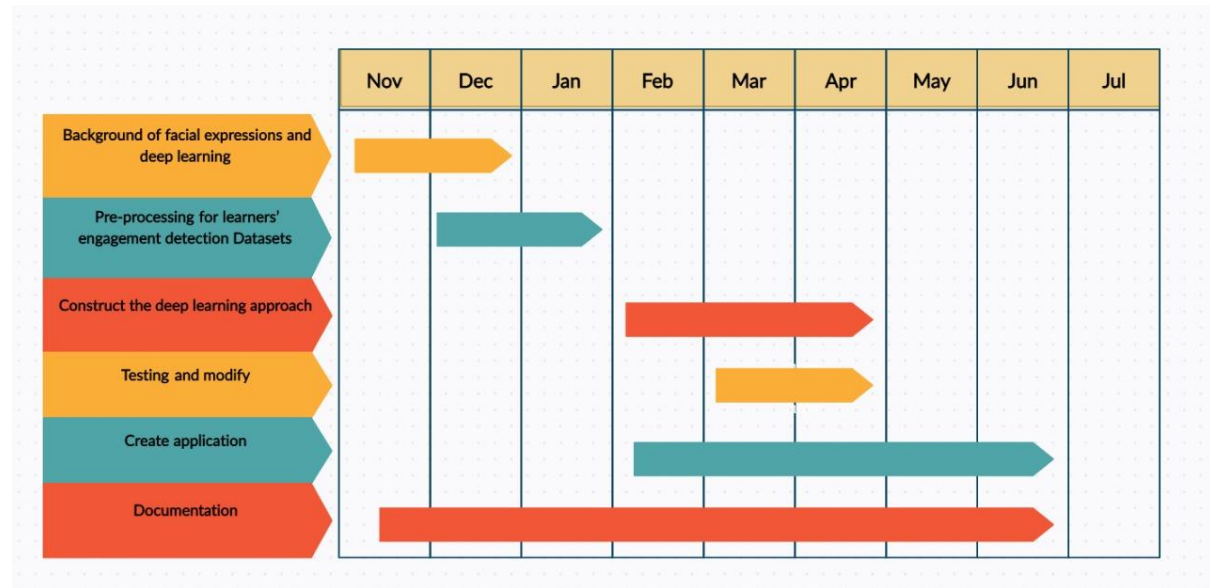 Nov Dec Jan Feb Mar Apr May Jun Jul
Background of facial expressions and
deep learning
Pre-processing for learners'
engagement detection Datasets
Construct the deep learning approach
Testing and modify
Create application
Documentation